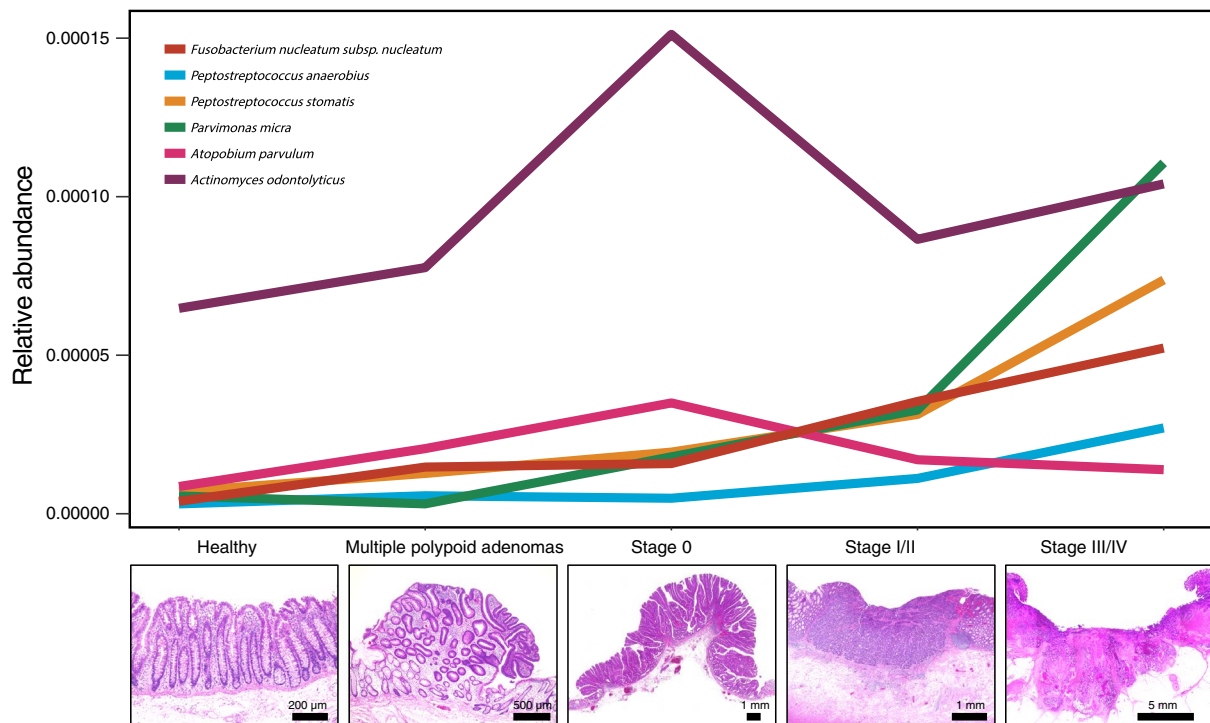 0.00015
0.00010
0.00005
0.00000
Relative abundance
Fusobacterium nucleatum subsp. nucleatum
Peptostreptococcus anaerobius
Peptostreptococcus stomatis
Parvimonas micra
Atopobium parvulum
Actinomyces odontolyticus
Healthy
Multiple polypoid adenomas
Stage 0
Stage I/II
Stage III/IV
200 µm
500 µm
1 mm
1 mm
5 mm